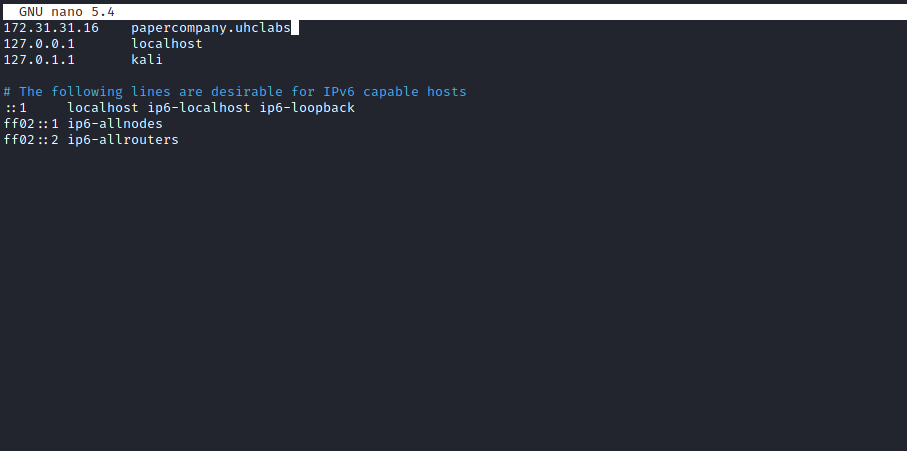 GNU nano 5.4
172.31.31.16    papercompany.uhclabs
127.0.0.1       localhost
127.0.1.1       kali
# The following lines are desirable for IPv6 capable hosts
::1     localhost ip6-localhost ip6-loopback
ff02::1 ip6-allnodes
ff02::2 ip6-allrouters